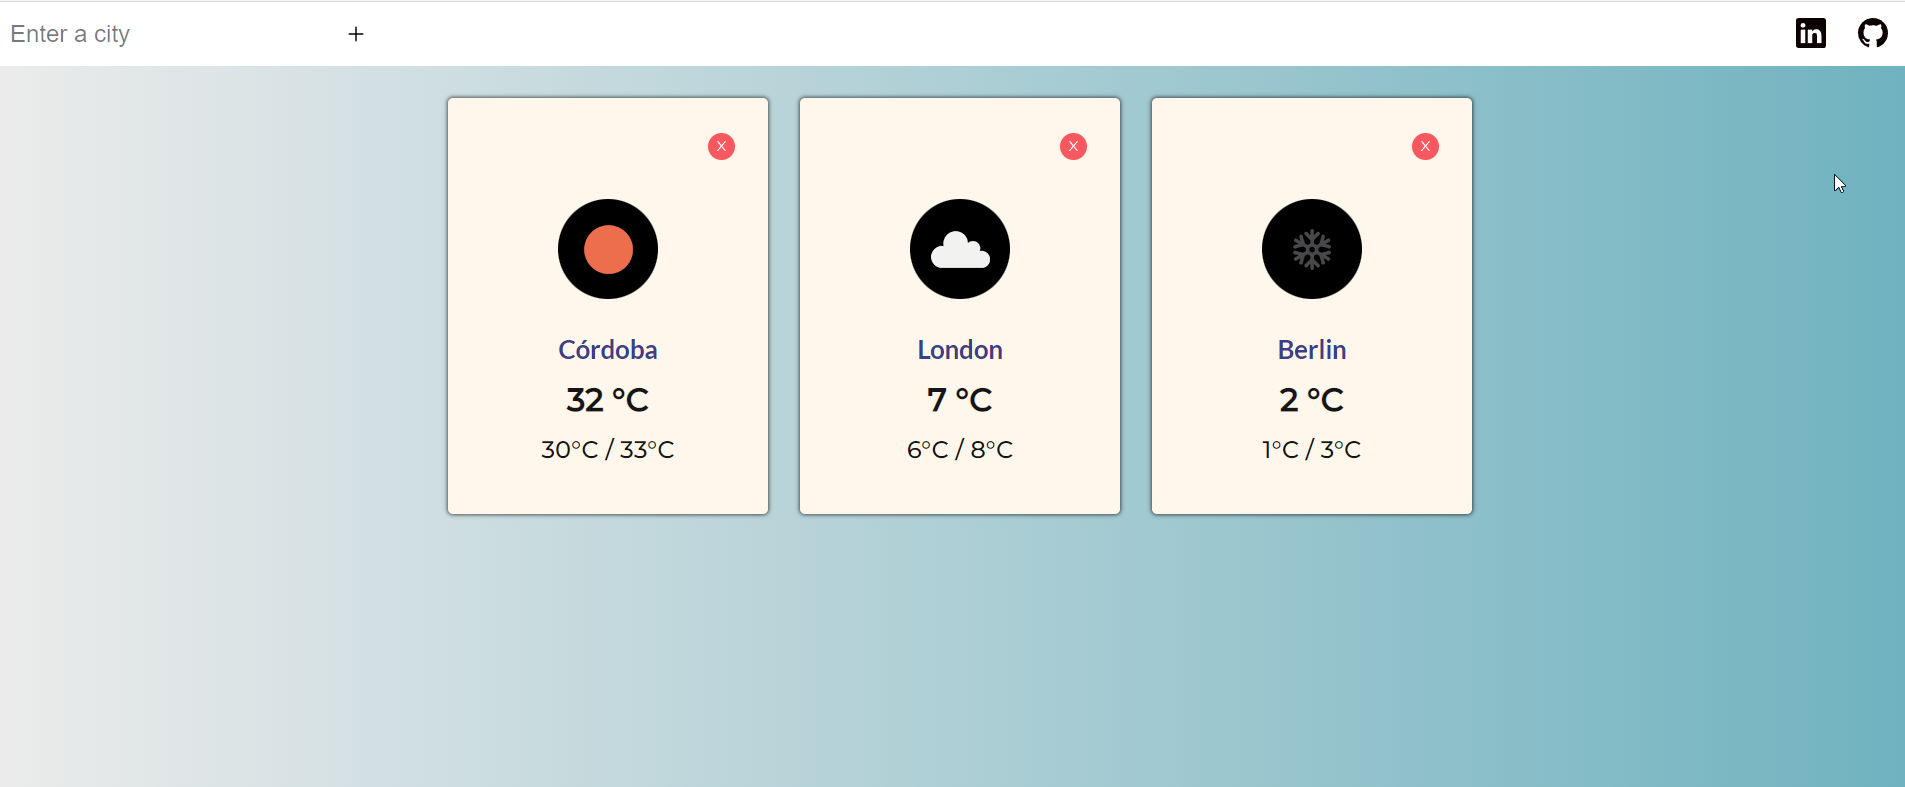 Enter a city +
in
X
Córdoba
32 °C
30°C / 33°C
X
London
7 °C
6°C / 8°C
X
Berlin
2 °C
1°C / 3°C